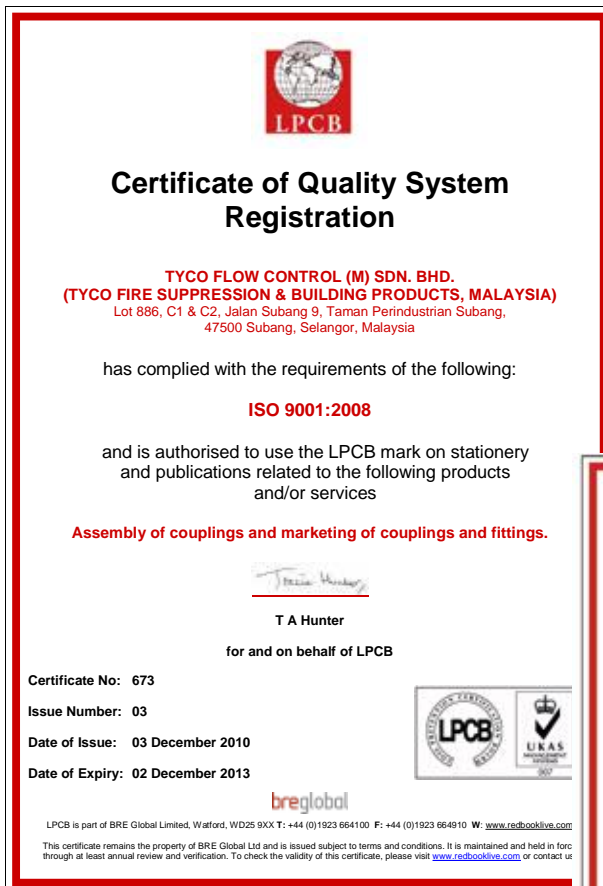 LPCB
Certificate of Quality System
Registration
TYCO FLOW CONTROL (M) SDN. BHD.
(TYCO FIRE SUPPRESSION & BUILDING PRODUCTS, MALAYSIA)
Lot 886, C1 & C2, Jalan Subang 9, Taman Perindustrian Subang,
47500 Subang, Selangor, Malaysia
has complied with the requirements of the following:
ISO 9001:2008
and is authorised to use the LPCB mark on stationery
and publications related to the following products
and/or services
Assembly of couplings and marketing of couplings and fittings.
Tracie Hunter
T A Hunter
for and on behalf of LPCB
Certificate No: 673
Issue Number: 03
Date of Issue: 03 December 2010
Date of Expiry: 02 December 2013
LPCB
UKAS
MANAGEMENT
SYSTEMS
007
breglobal
LPCB is part of BRE Global Limited, Watford, WD25 9XX T: +44 (0)1923 664100 F: +44 (0)1923 664910 W: www.redbooklive.com
This certificate remains the property of BRE Global Ltd and is issued subject to terms and conditions. It is maintained and held in forc
through at least annual review and verification. To check the validity of this certificate, please visit www.redbooklive.com or contact us